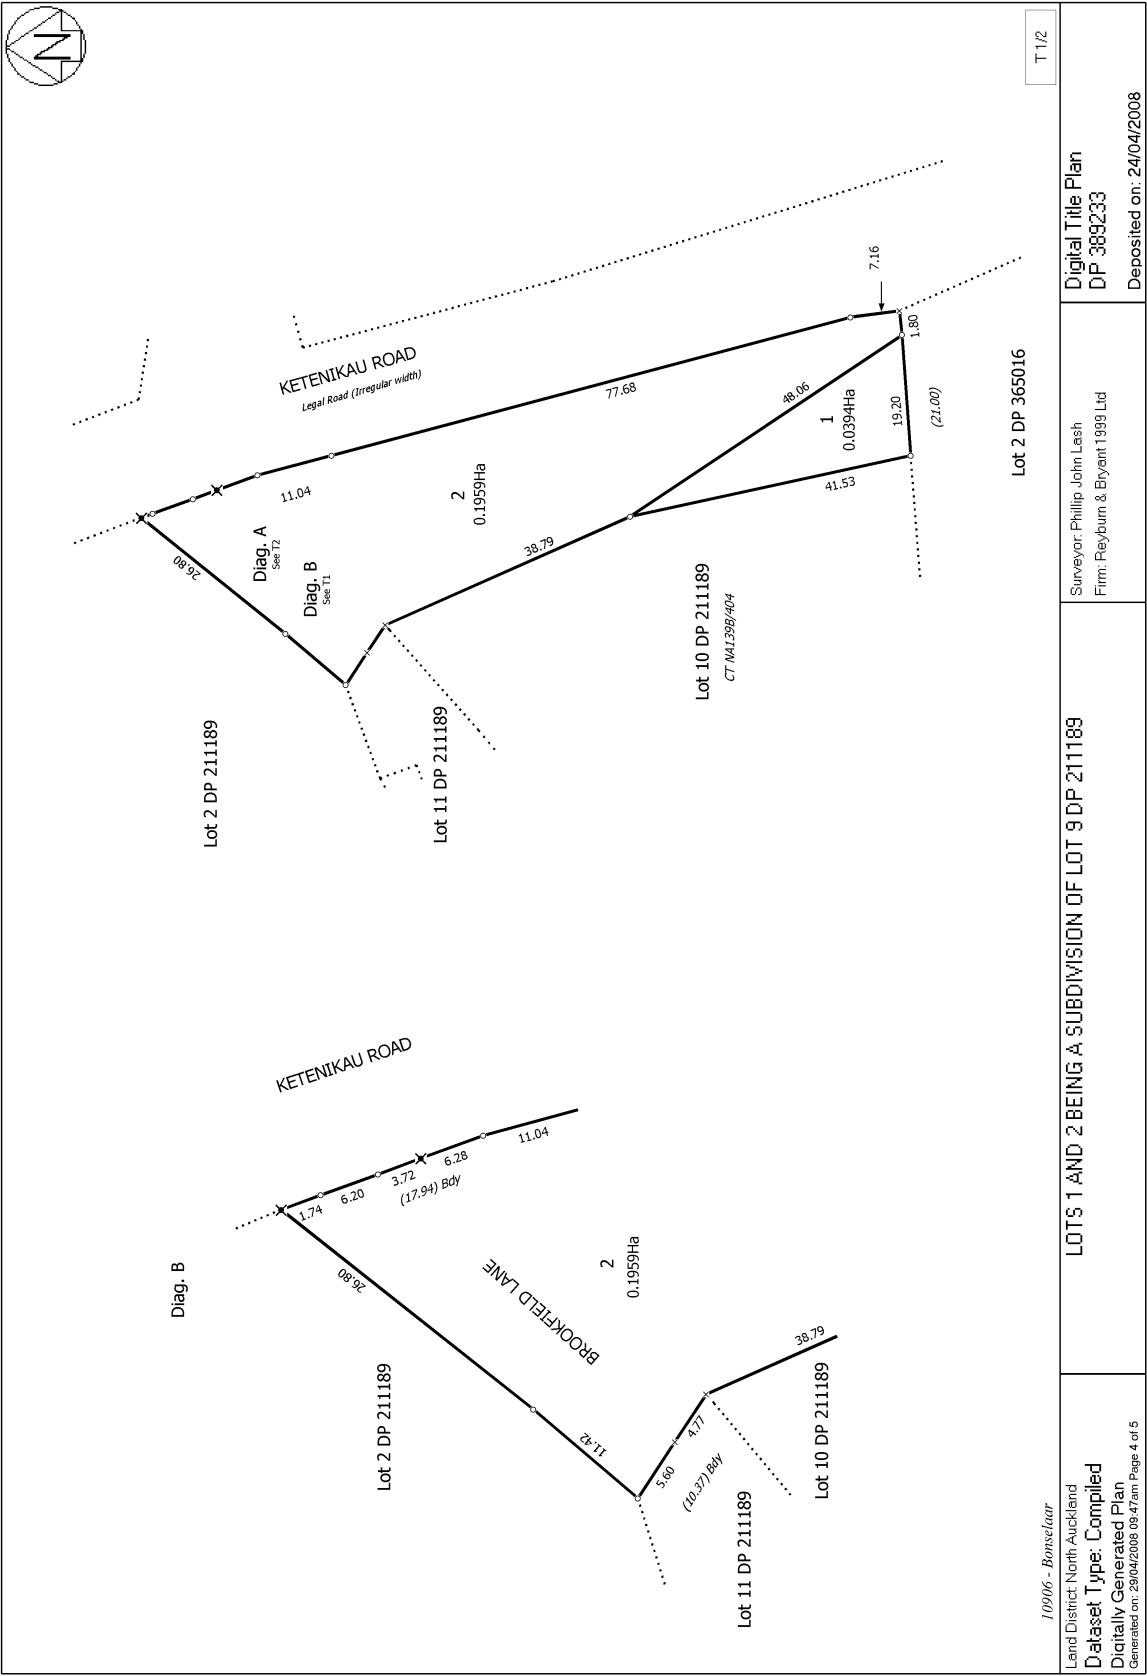 N
T 1/2
KETENIKAU ROAD
Legal Road (Irregular width)
7.16
1.80
77.68
48.06
1
0.0394Ha
19.20
(21.00)
Lot 2 DP 365016
41.53
11.04
2
0.1959Ha
26.80
Diag. A
See T2
Diag. B
See T1
38.79
Lot 10 DP 211189
CT NA139B/404
Lot 2 DP 211189
Lot 11 DP 211189
Diag. B
KETENIKAU ROAD
1.74
6.20
3.72
(17.94) Bdy
6.28
11.04
26.80
BROOKFIELD LANE
2
0.1959Ha
Lot 2 DP 211189
11.42
5.60
4.77
(10.37) Bdy
38.79
Lot 10 DP 211189
Lot 11 DP 211189
10906 - Bonselaar
Land District: North Auckland
Dataset Type: Compiled
Digitally Generated Plan
Generated on: 29/04/2008 09:47am Page 4 of 5
LOTS 1 AND 2 BEING A SUBDIVISION OF LOT 9 DP 211189
Surveyor: Phillip John Lash
Firm: Reyburn & Bryant 1999 Ltd
Digital Title Plan
DP 389233
Deposited on: 24/04/2008